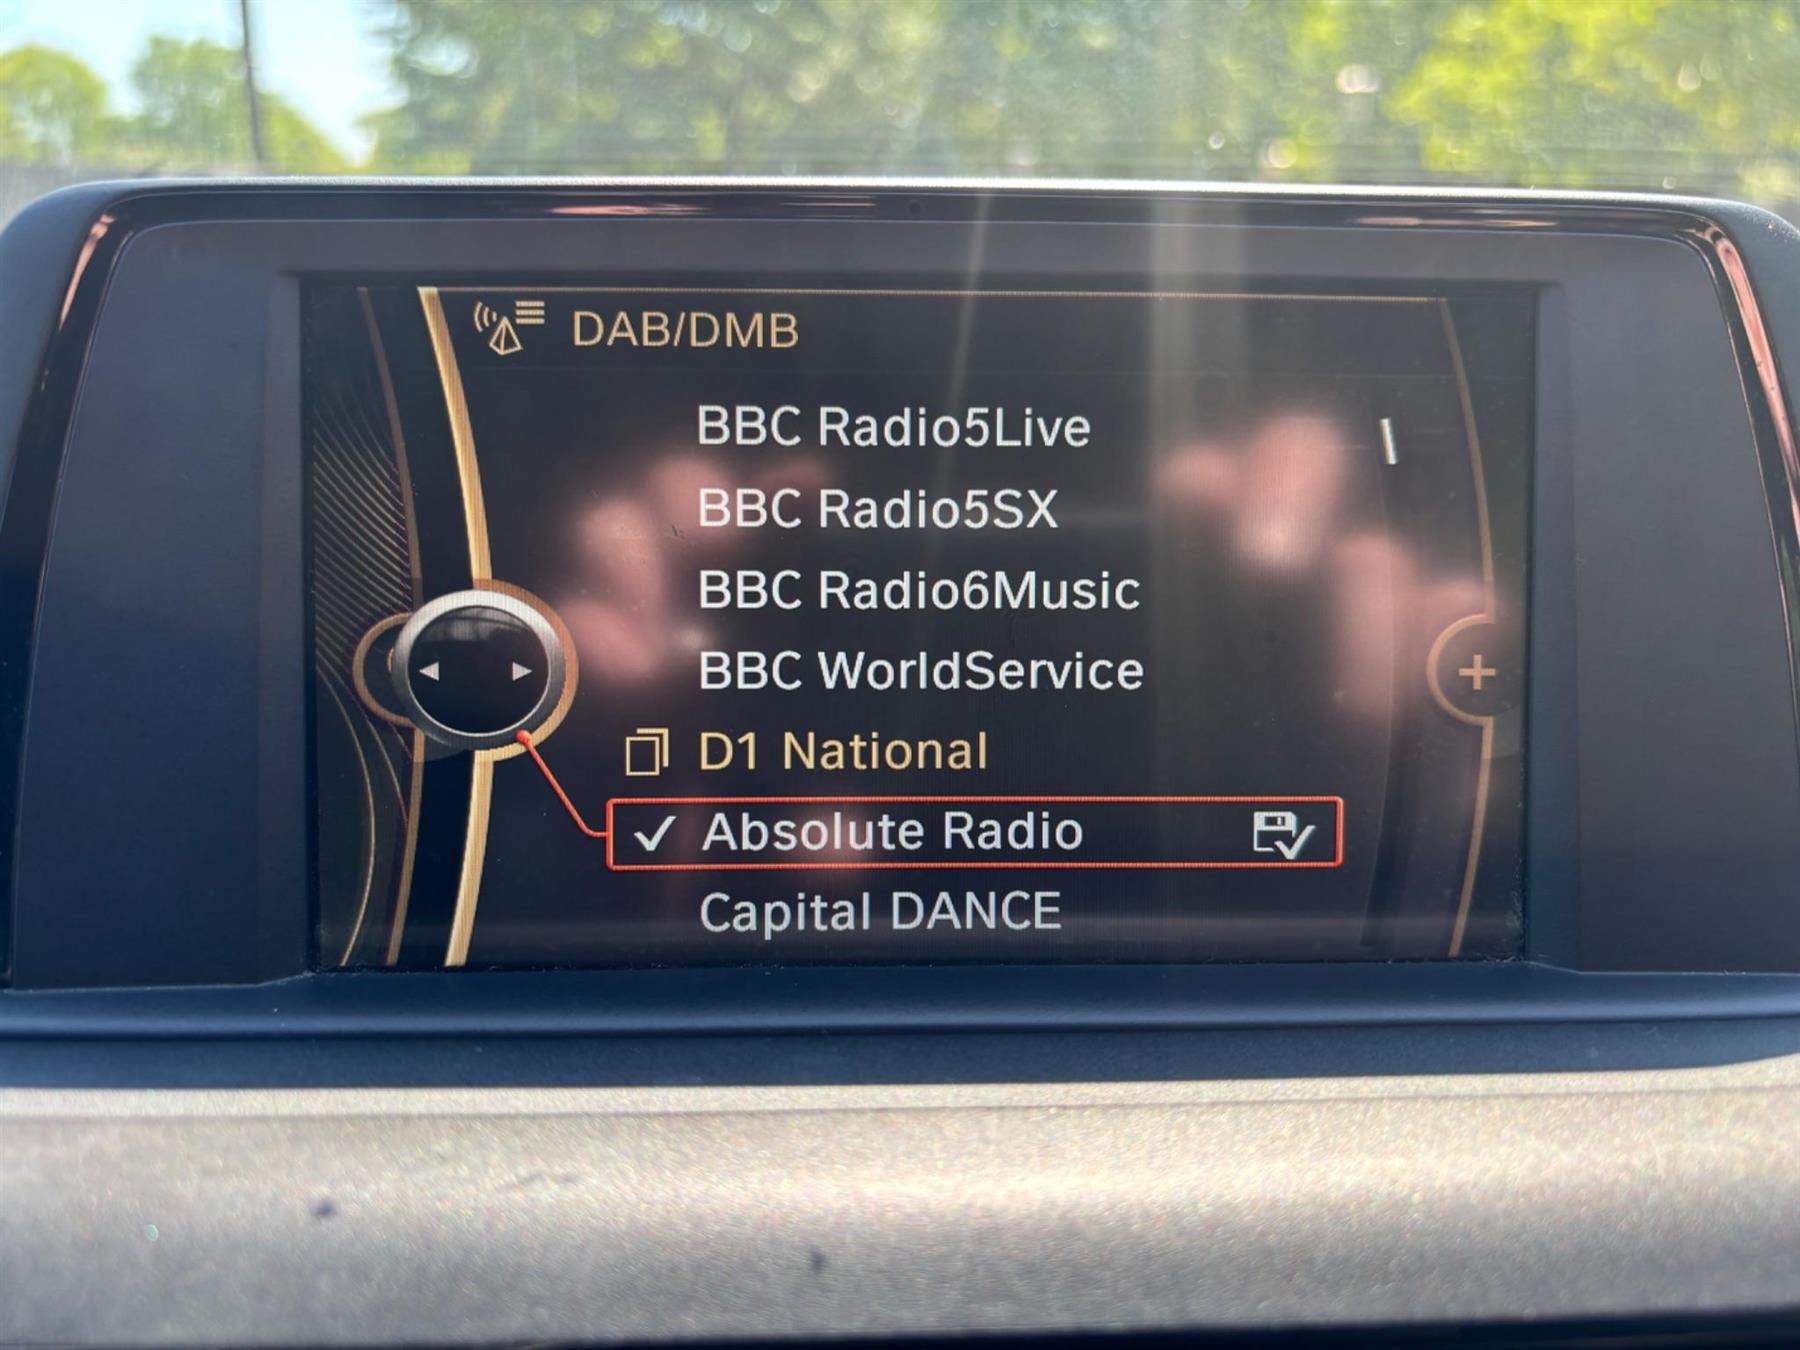 DAB/DMB
BBC Radio5Live
BBC Radio5SX
BBC Radio6Music
BBC WorldService
D1 National
Absolute Radio
Capital DANCE